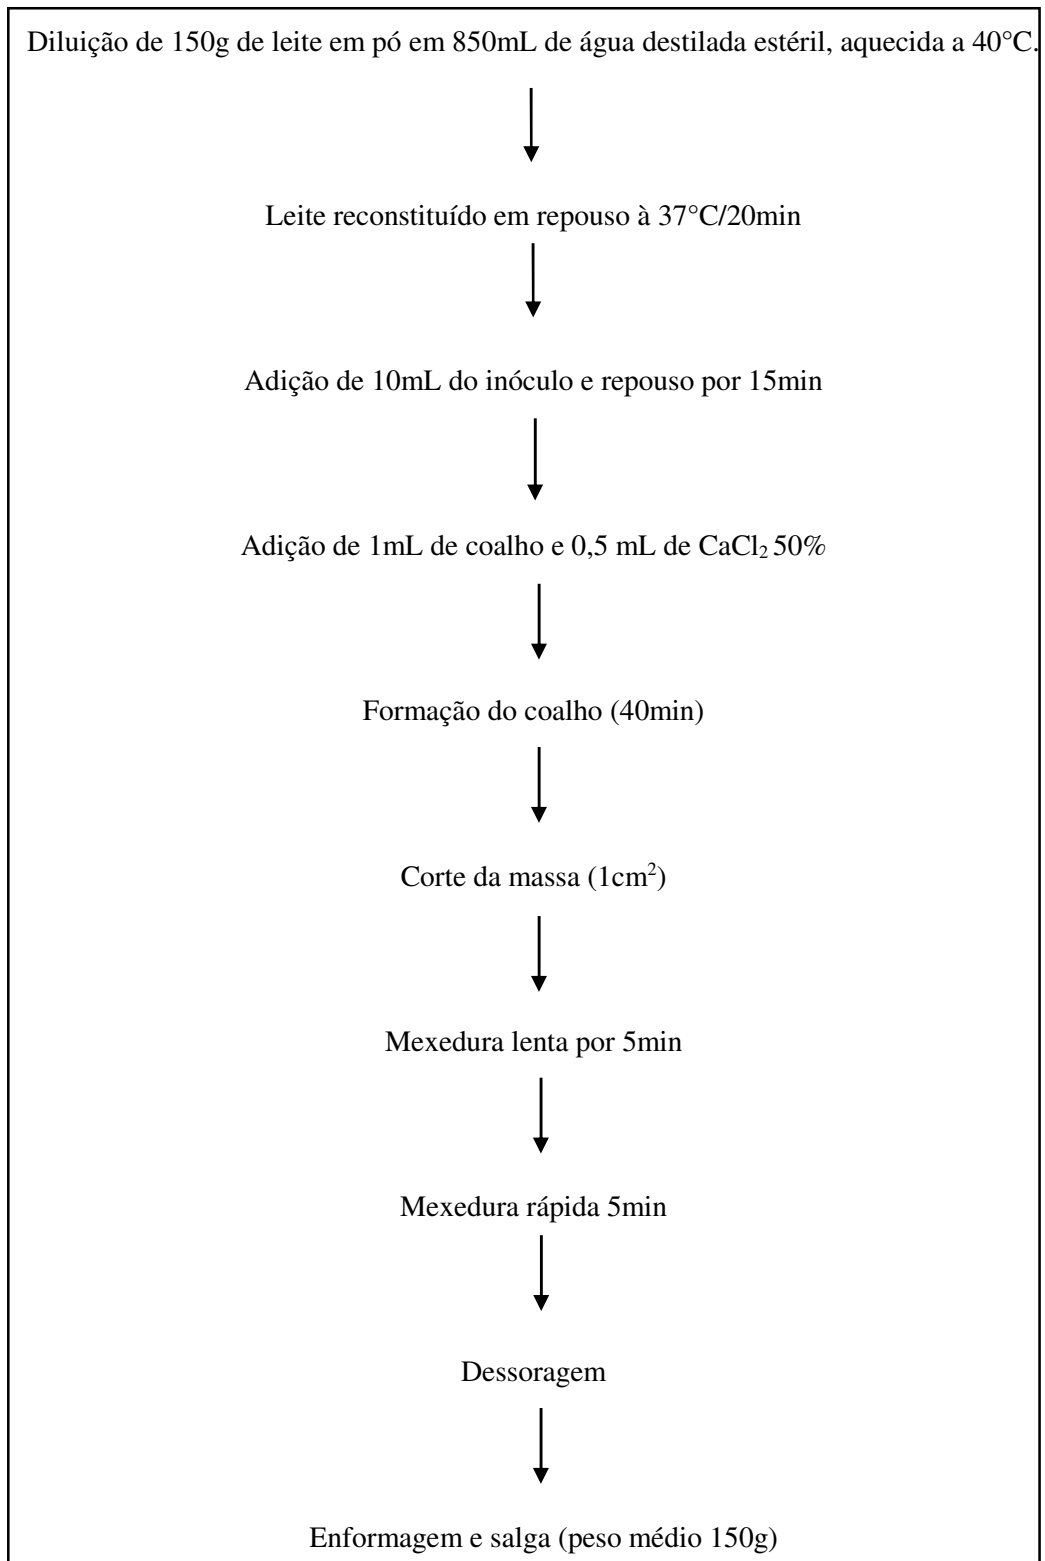 Diluição de 150g de leite em pó em 850mL de água destilada estéril, aquecida a 40°C.
Leite reconstituído em repouso à 37°C/20min
Adição de 10mL do inóculo e repouso por 15min
Adição de 1mL de coalho e 0,5 mL de CaCl₂ 50%
Formação do coalho (40min)
Corte da massa (1cm²)
Mexedura lenta por 5min
Mexedura rápida 5min
Dessoragem
Enformagem e salga (peso médio 150g)